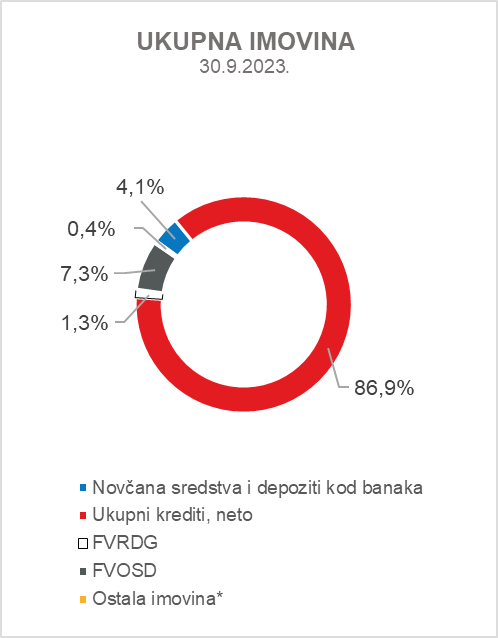 UKUPNA IMOVINA
30.9.2023.
4,1%
0,4%
7,3%
1,3%
86,9%
Novčana sredstva i depoziti kod banaka
Ukupni krediti, neto
FVRDG
FVOSD
Ostala imovina*